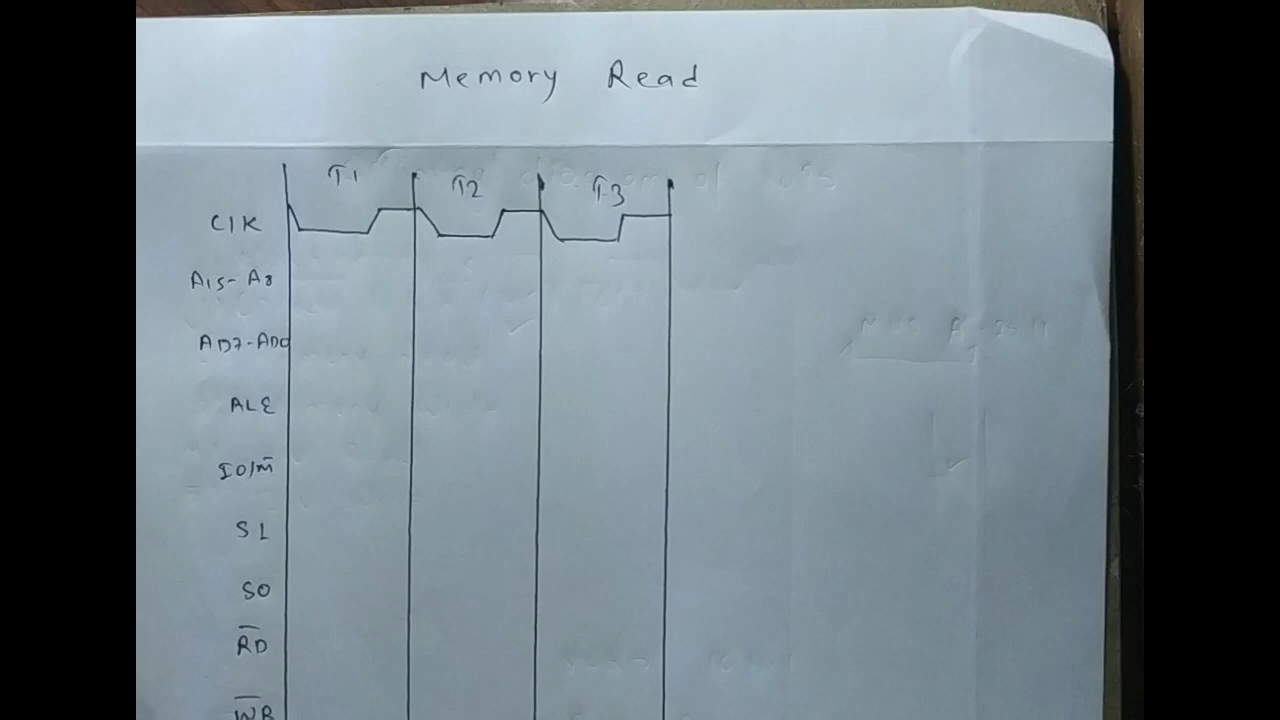 Memory Read
T1 T2 T3
CLK
A15-A8
AD7-AD0
ALE
IO/M̅
S1
S0
R̅D̅
W̅R̅